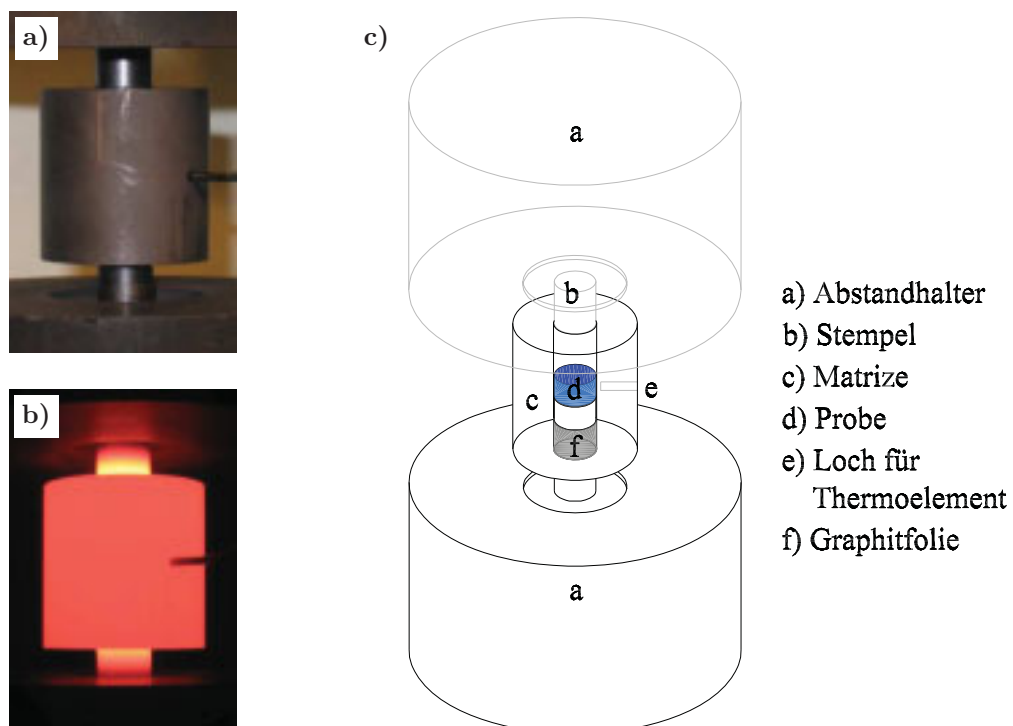 a)
b)
c)
a
b
c
d
e
f
a
a) Abstandhalter
b) Stempel
c) Matrize
d) Probe
e) Loch für
Thermoelement
f) Graphitfolie